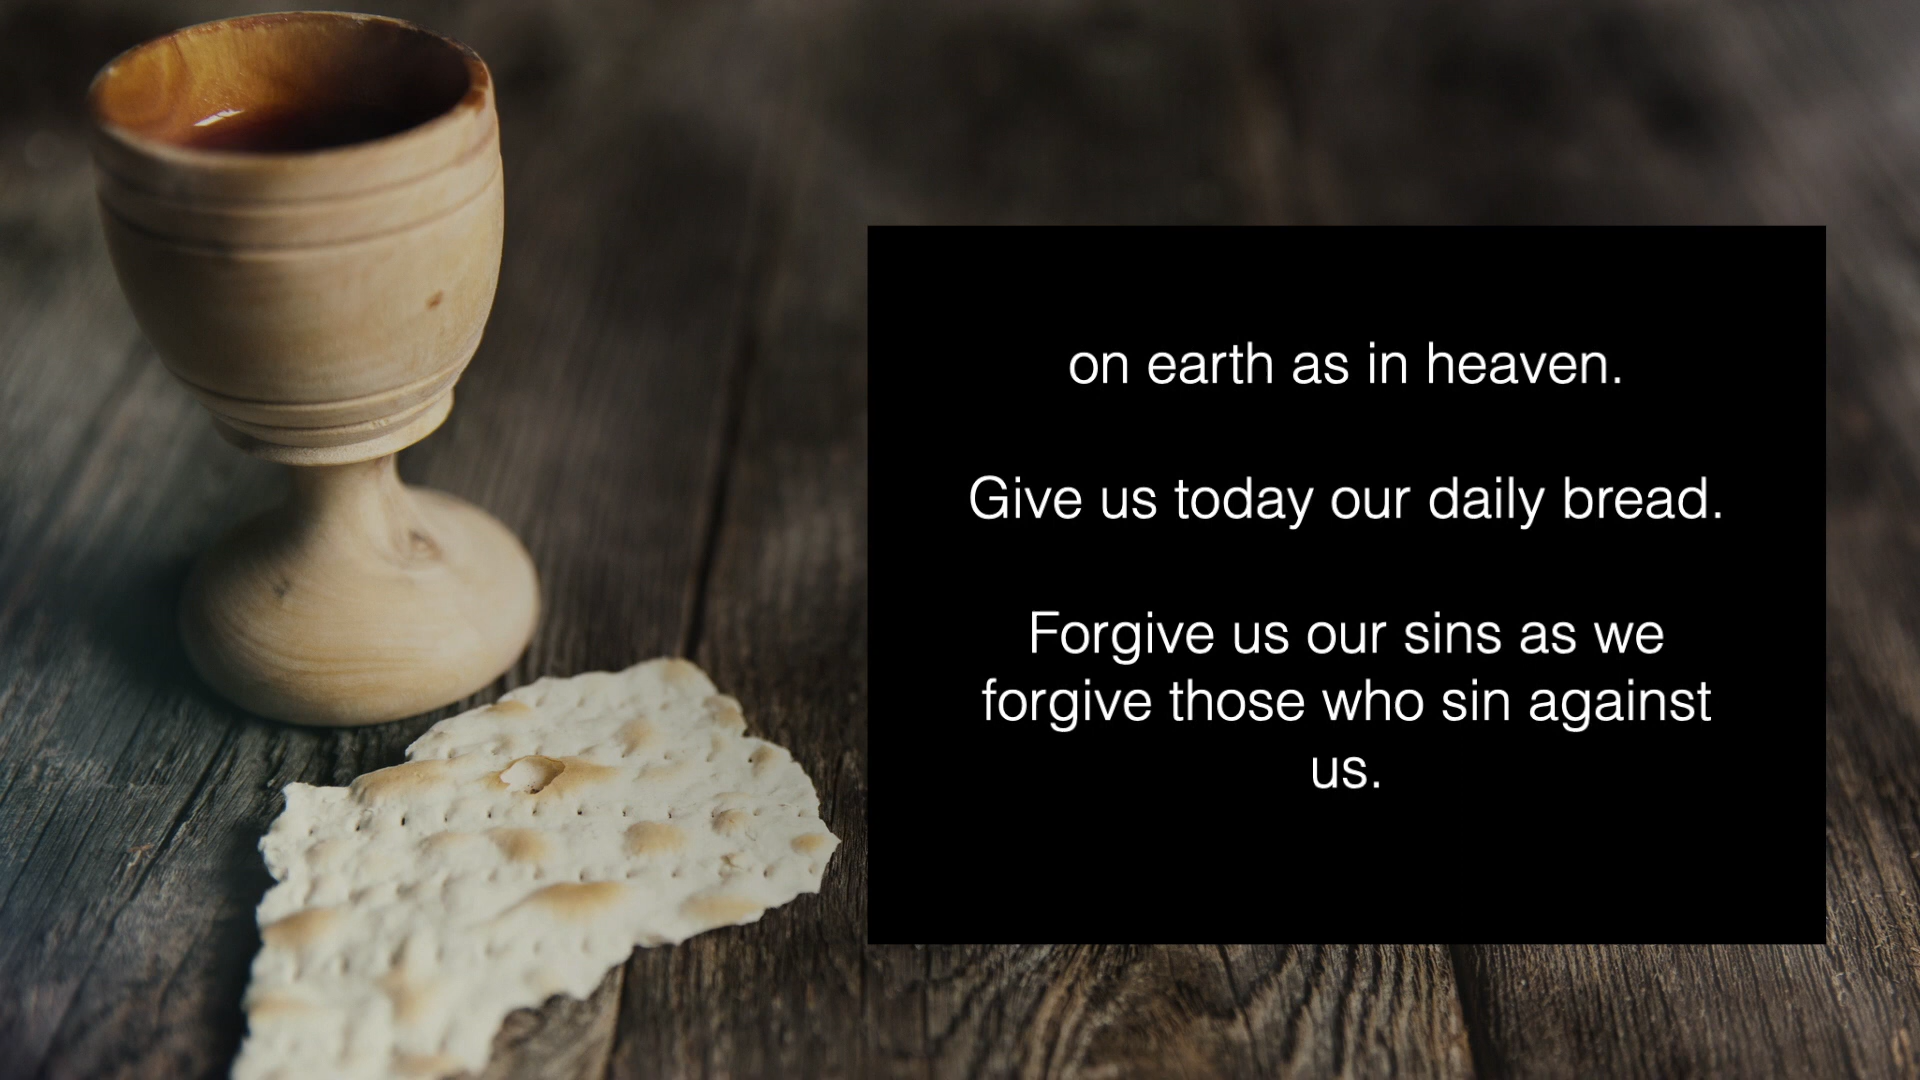 on earth as in heaven.
Give us today our daily bread.
Forgive us our sins as we
forgive those who sin against
us.